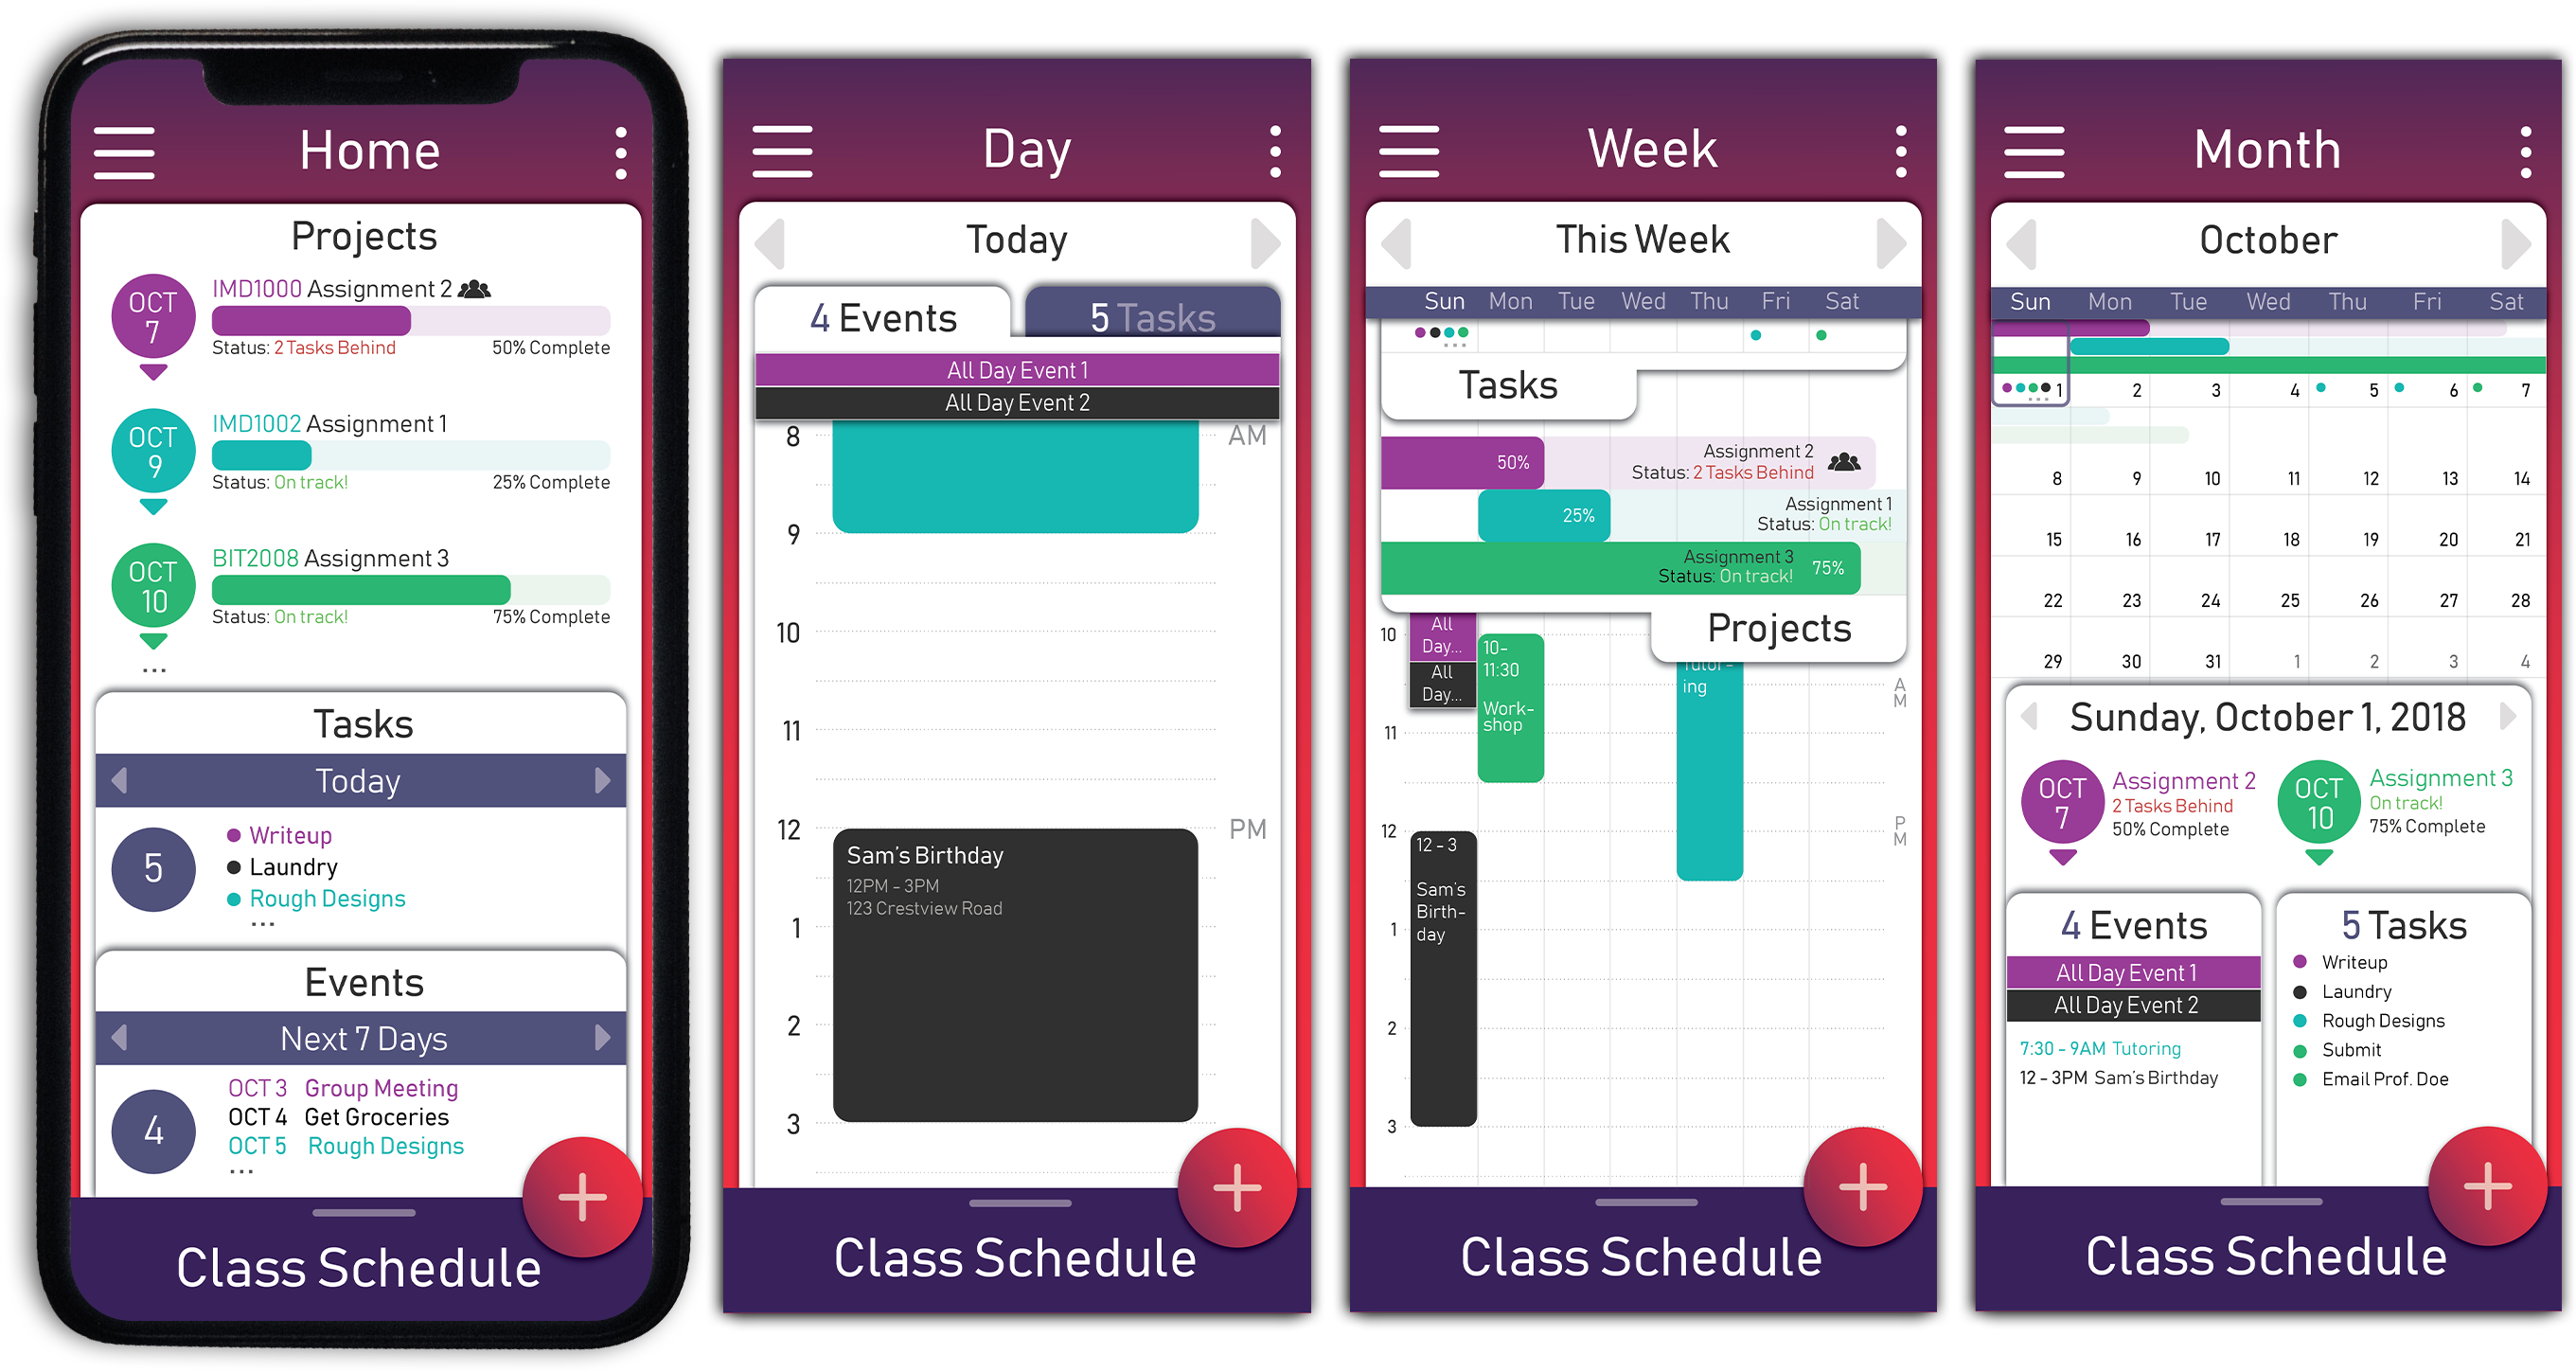 Home
Projects
OCT
7
IMD1000 Assignment 2
Status: 2 Tasks Behind
50% Complete
OCT
9
IMD1002 Assignment 1
Status: On track!
25% Complete
OCT
10
BIT2008 Assignment 3
Status: On track!
75% Complete
...
Tasks
Today
5
Writeup
Laundry
Rough Designs
...
Events
Next 7 Days
4
OCT 3 Group Meeting
OCT 4 Get Groceries
OCT 5 Rough Designs
...
+
Class Schedule
Day
Today
4 Events
5 Tasks
All Day Event 1
All Day Event 2
8 AM
9
10
11
12 PM
Sam's Birthday
12PM - 3PM
123 Crestview Road
1
2
3
+
Class Schedule
Week
This Week
Sun Mon Tue Wed Thu Fri Sat
...
Tasks
50%
Assignment 2
Status: 2 Tasks Behind
25%
Assignment 1
Status: On track!
Assignment 3
Status: On track!
75%
Projects
10
All
Day...
All
Day...
10-
11:30
Work-
shop
Tutor-
ing
A
M
11
12
P
M
12 - 3
Sam's
Birth-
day
1
2
3
+
Class Schedule
Month
October
Sun Mon Tue Wed Thu Fri Sat
1 2 3 4 5 6 7
...
8 9 10 11 12 13 14
15 16 17 18 19 20 21
22 23 24 25 26 27 28
29 30 31 1 2 3 4
Sunday, October 1, 2018
OCT
7
Assignment 2
2 Tasks Behind
50% Complete
OCT
10
Assignment 3
On track!
75% Complete
4 Events
All Day Event 1
All Day Event 2
7:30 - 9AM Tutoring
12 - 3PM Sam's Birthday
5 Tasks
Writeup
Laundry
Rough Designs
Submit
Email Prof. Doe
+
Class Schedule